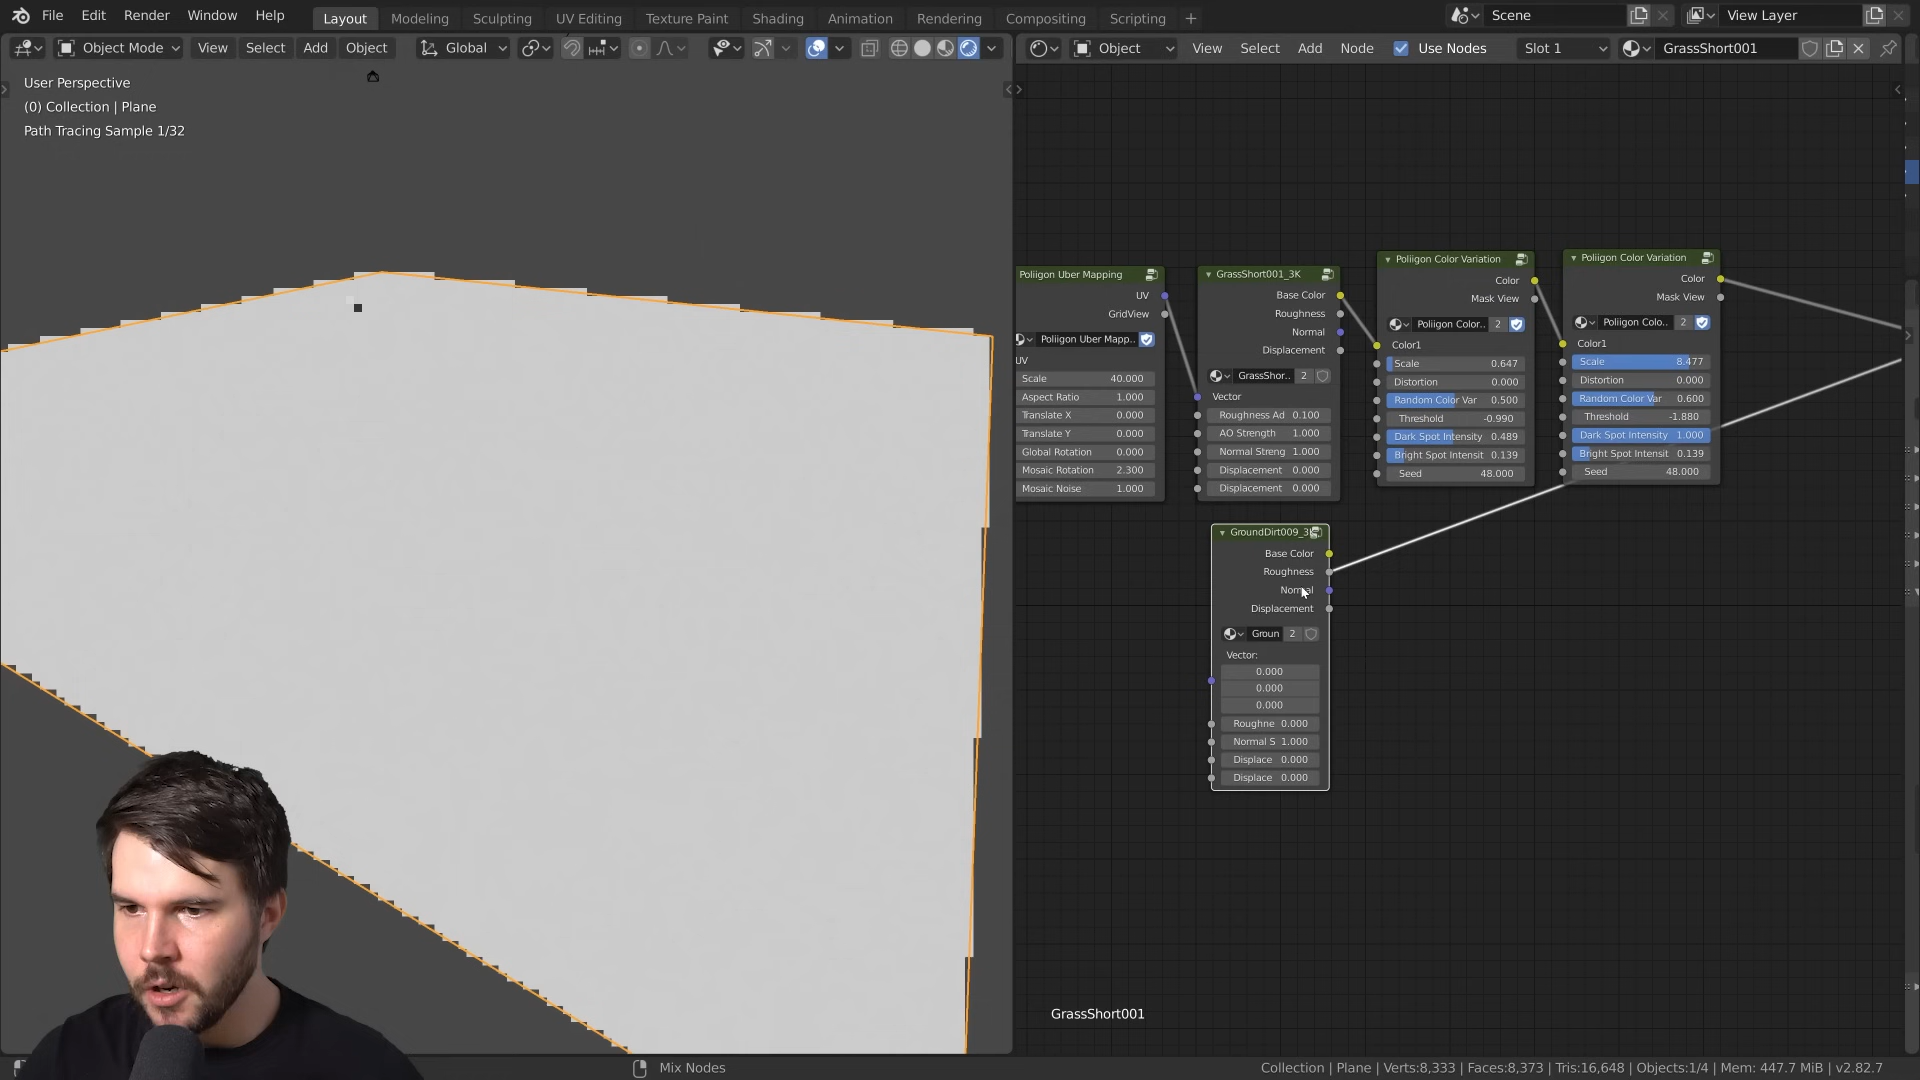 File Edit Render Window Help Layout Modeling Sculpting UV Editing Texture Paint Shading Animation Rendering Compositing Scripting + Scene View Layer
Object Mode View Select Add Object Global Object View Select Add Node Use Nodes Slot 1 GrassShort001
User Perspective
(0) Collection | Plane
Path Tracing Sample 1/32
Poliigon Uber Mapping
UV
GridView
Poliigon Uber Mapp..
UV
Scale 40.000
Aspect Ratio 1.000
Translate X 0.000
Translate Y 0.000
Global Rotation 0.000
Mosaic Rotation 2.300
Mosaic Noise 1.000
GrassShort001_3K
Base Color
Roughness
Normal
Displacement
GrassShor.. 2
Vector
Roughness Ad 0.100
AO Strength 1.000
Normal Streng 1.000
Displacement 0.000
Displacement 0.000
Poliigon Color Variation
Color
Mask View
Poliigon Color.. 2
Color1
Scale 0.647
Distortion 0.000
Random Color Var 0.500
Threshold -0.990
Dark Spot Intensity 0.489
Bright Spot Intensit 0.139
Seed 48.000
Poliigon Color Variation
Color
Mask View
Poliigon Colo.. 2
Color1
Scale 8.477
Distortion 0.000
Random Color Var 0.600
Threshold -1.880
Dark Spot Intensity 1.000
Bright Spot Intensit 0.139
Seed 48.000
GroundDirt009_3
Base Color
Roughness
Normal
Displacement
Groun 2
Vector:
0.000
0.000
0.000
Roughne 0.000
Normal S 1.000
Displace 0.000
Displace 0.000
GrassShort001
Mix Nodes
Collection | Plane | Verts:8,333 | Faces:8,373 | Tris:16,648 | Objects:1/4 | Mem: 447.7 MiB | v2.82.7